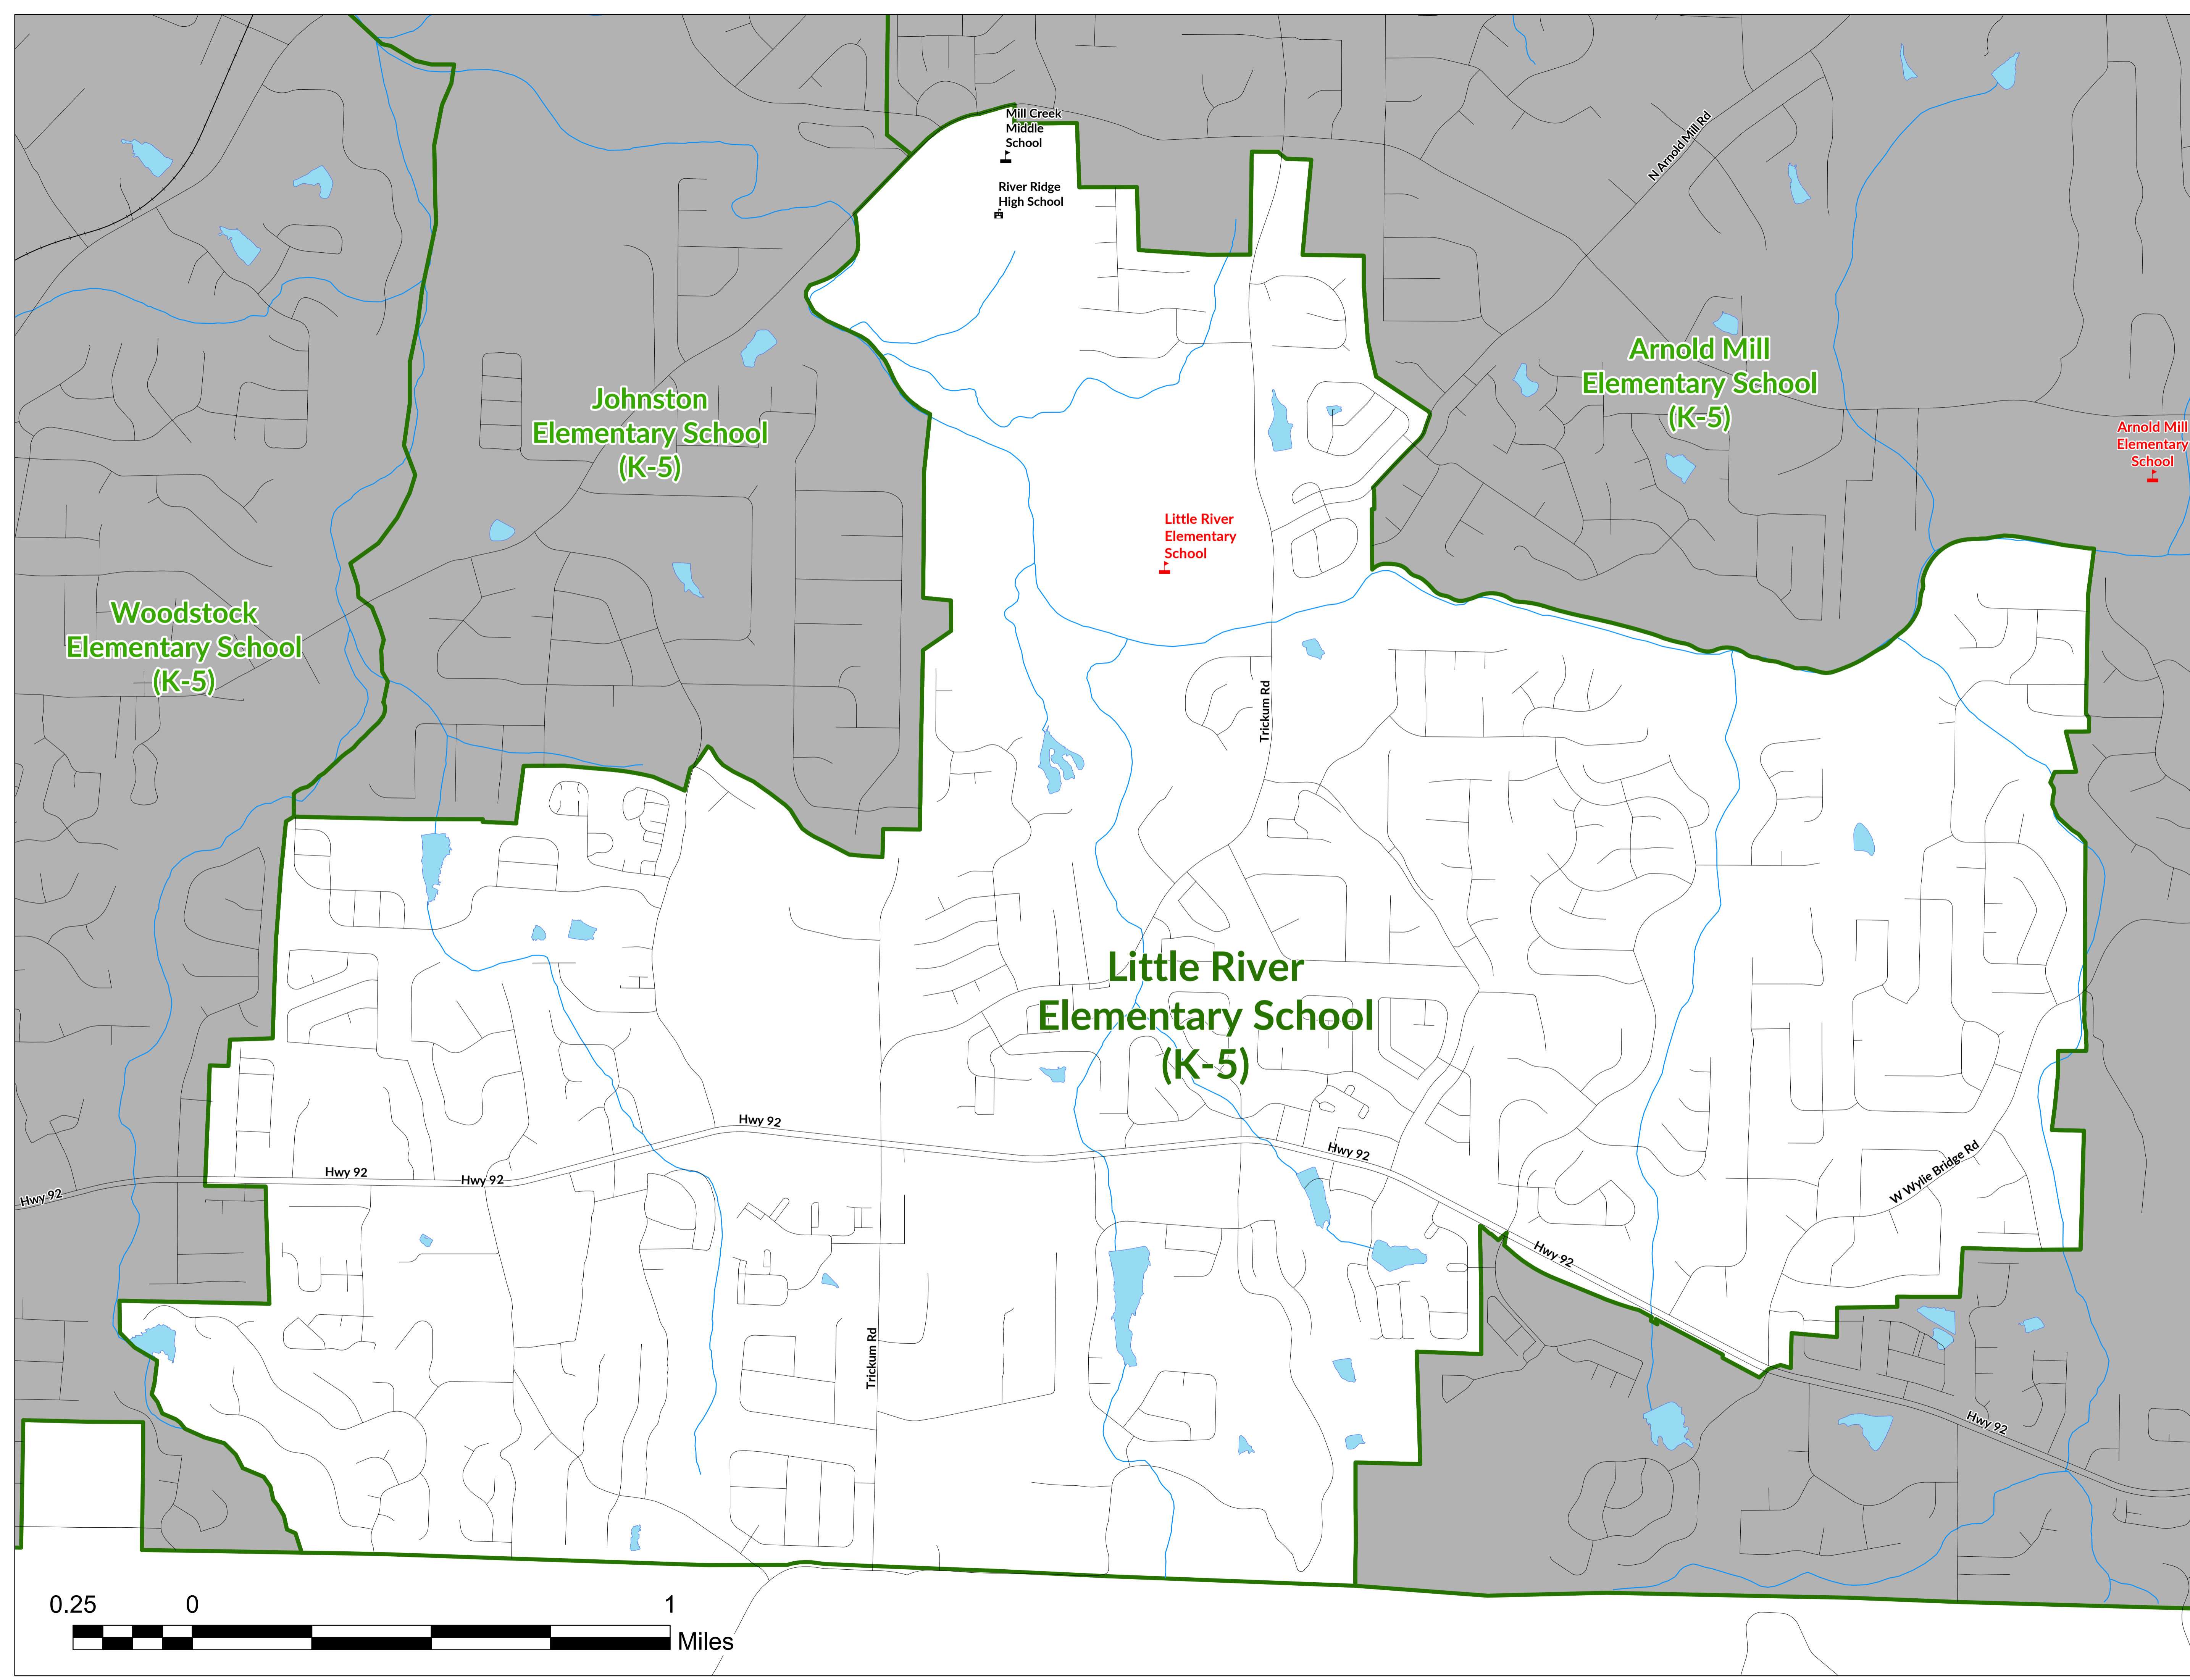 Mill Creek
Middle
School
River Ridge
High School
N Arnold Mill Rd
Arnold Mill
Elementary School
(K-5)
Johnston
Elementary School
(K-5)
Arnold Mill
Elementary
School
Little River
Elementary
School
Woodstock
Elementary School
(K-5)
Trickum Rd
Little River
Elementary School
(K-5)
Hwy 92
Hwy 92
Hwy 92
Hwy 92
Hwy 92
W Wylie Bridge Rd
Hwy 92
Trickum Rd
Hwy 92
0.25 0 1
Miles